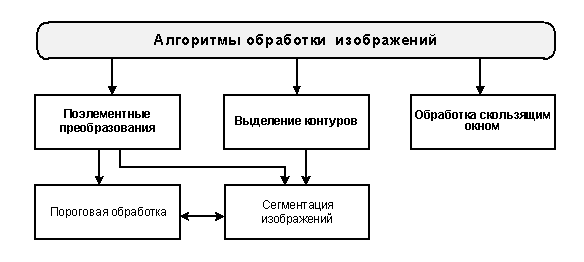 Алгоритмы обработки изображений
Поэлементные
преобразования
Выделение контуров
Обработка скользящим
окном
Пороговая обработка
Сегментация
изображений